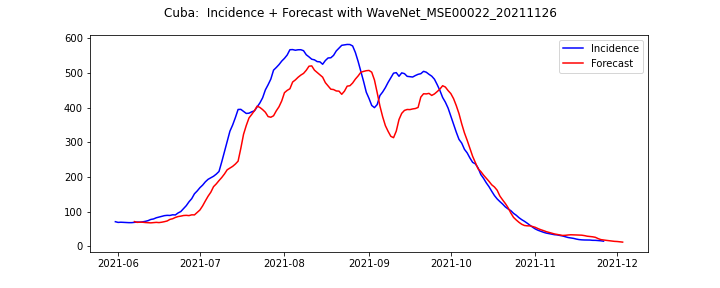 Cuba:  Incidence + Forecast with WaveNet_MSE00022_20211126
600
500
400
300
200
100
0
Incidence
Forecast
2021-06 2021-07 2021-08 2021-09 2021-10 2021-11 2021-12